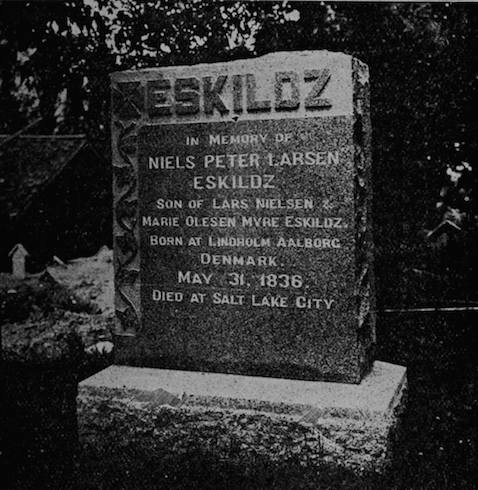 ESKILDZ
IN MEMORY OF
NIELS PETER LARSEN
ESKILDZ.
SON OF LARS NIELSEN &
MARIE OLESEN MYRE ESKILDZ.
BORN AT LINDHOLM AALBORG
DENMARK.
MAY 31, 1836.
DIED AT SALT LAKE CITY